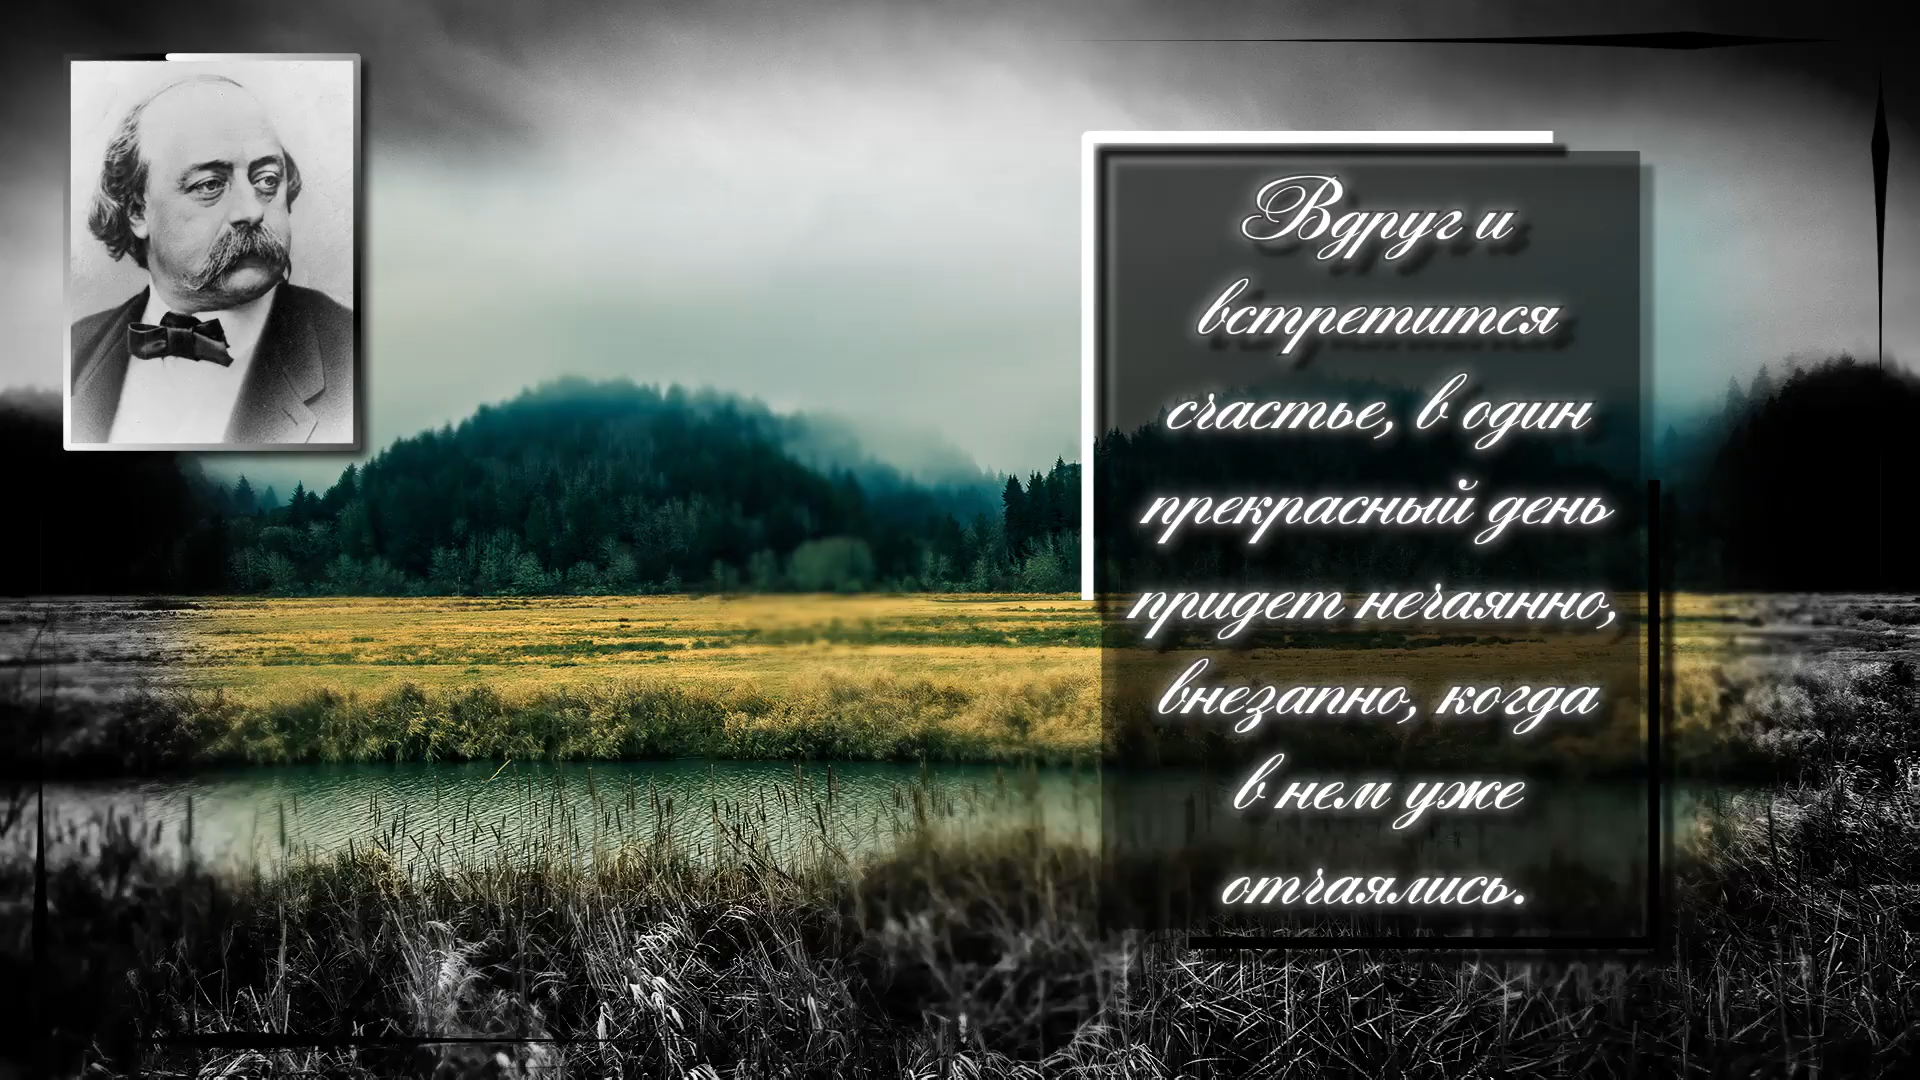 Вдруг и
встретится
счастье, в один
прекрасный день
придет нечаянно,
внезапно, когда
в нем уже
отчаялись.